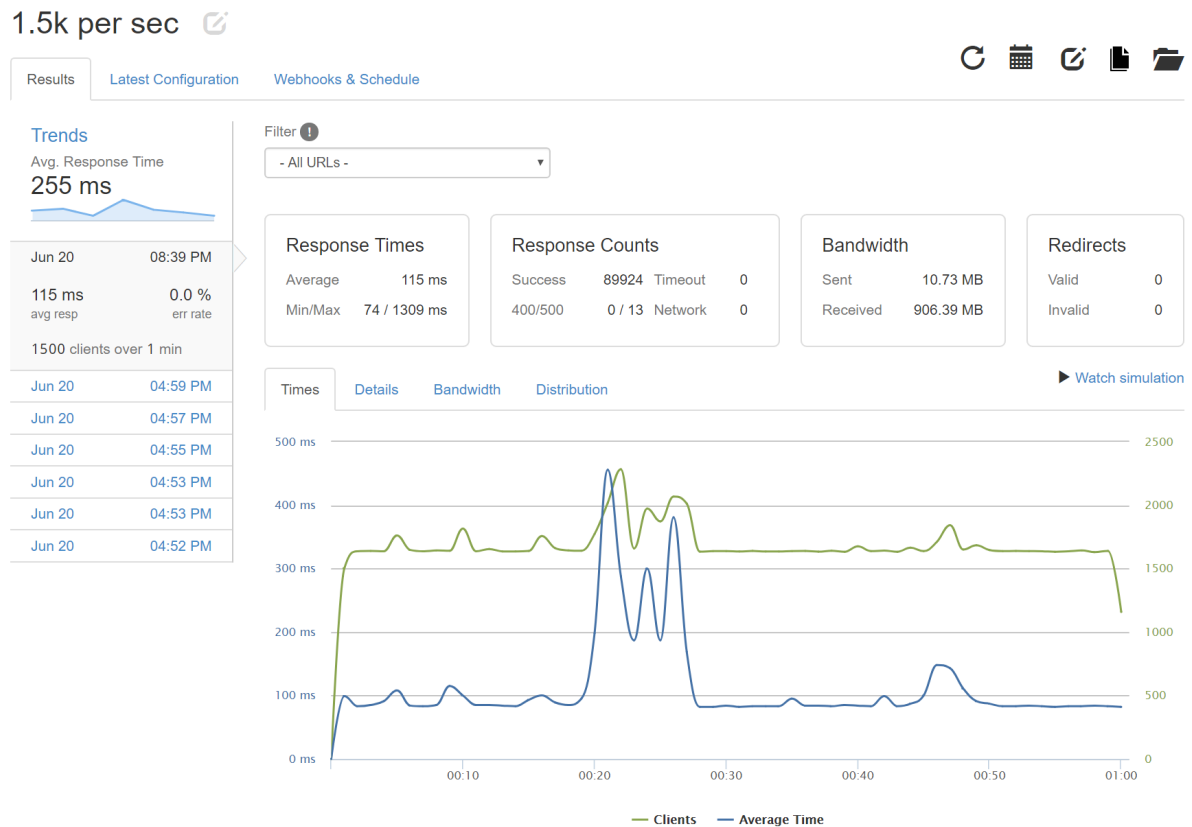 1.5k per sec
Results Latest Configuration Webhooks & Schedule
Trends
Avg. Response Time
255 ms
Jun 20 08:39 PM
115 ms 0.0 %
avg resp err rate
1500 clients over 1 min
Jun 20 04:59 PM
Jun 20 04:57 PM
Jun 20 04:55 PM
Jun 20 04:53 PM
Jun 20 04:53 PM
Jun 20 04:52 PM
Filter !
- All URLs -
Response Times
Average 115 ms
Min/Max 74 / 1309 ms
Response Counts
Success 89924 Timeout 0
400/500 0 / 13 Network 0
Bandwidth
Sent 10.73 MB
Received 906.39 MB
Redirects
Valid 0
Invalid 0
Times Details Bandwidth Distribution
Watch simulation
500 ms 2500
400 ms 2000
300 ms 1500
200 ms 1000
100 ms 500
0 ms 0
00:10 00:20 00:30 00:40 00:50 01:00
Clients Average Time